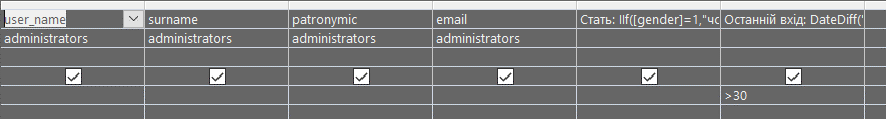 user_name surname patronymic email Стать: IIf([gender]=1,"чо Останній вхід: DateDiff('
administrators administrators administrators administrators
>30